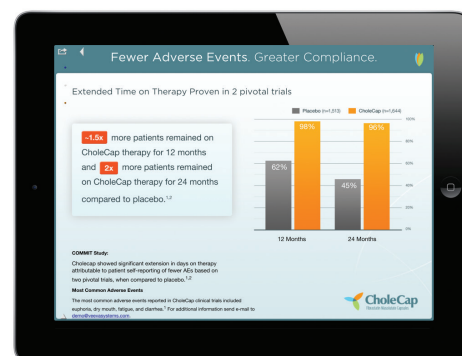 Fewer Adverse Events. Greater Compliance.
Extended Time on Therapy Proven in 2 pivotal trials
Placebo (n=1,513) CholeCap (n=1,644)
~1.5x more patients remained on
CholeCap therapy for 12 months
and 2x more patients remained
on CholeCap therapy for 24 months
compared to placebo.1,2
100%
98%
96%
80%
62%
60%
45%
40%
20%
0%
12 Months
24 Months
COMMIT Study:
Cholecap showed significant extension in days on therapy
attributable to patient self-reporting of fewer AEs based on
two pivotal trials, when compared to placebo.1,2
Most Common Adverse Events
The most common adverse events reported in CholeCap clinical trials included
euphoria, dry mouth, fatigue, and diarrhea.1 For additional information send e-mail to
demo@veevasystems.com
CholeCap